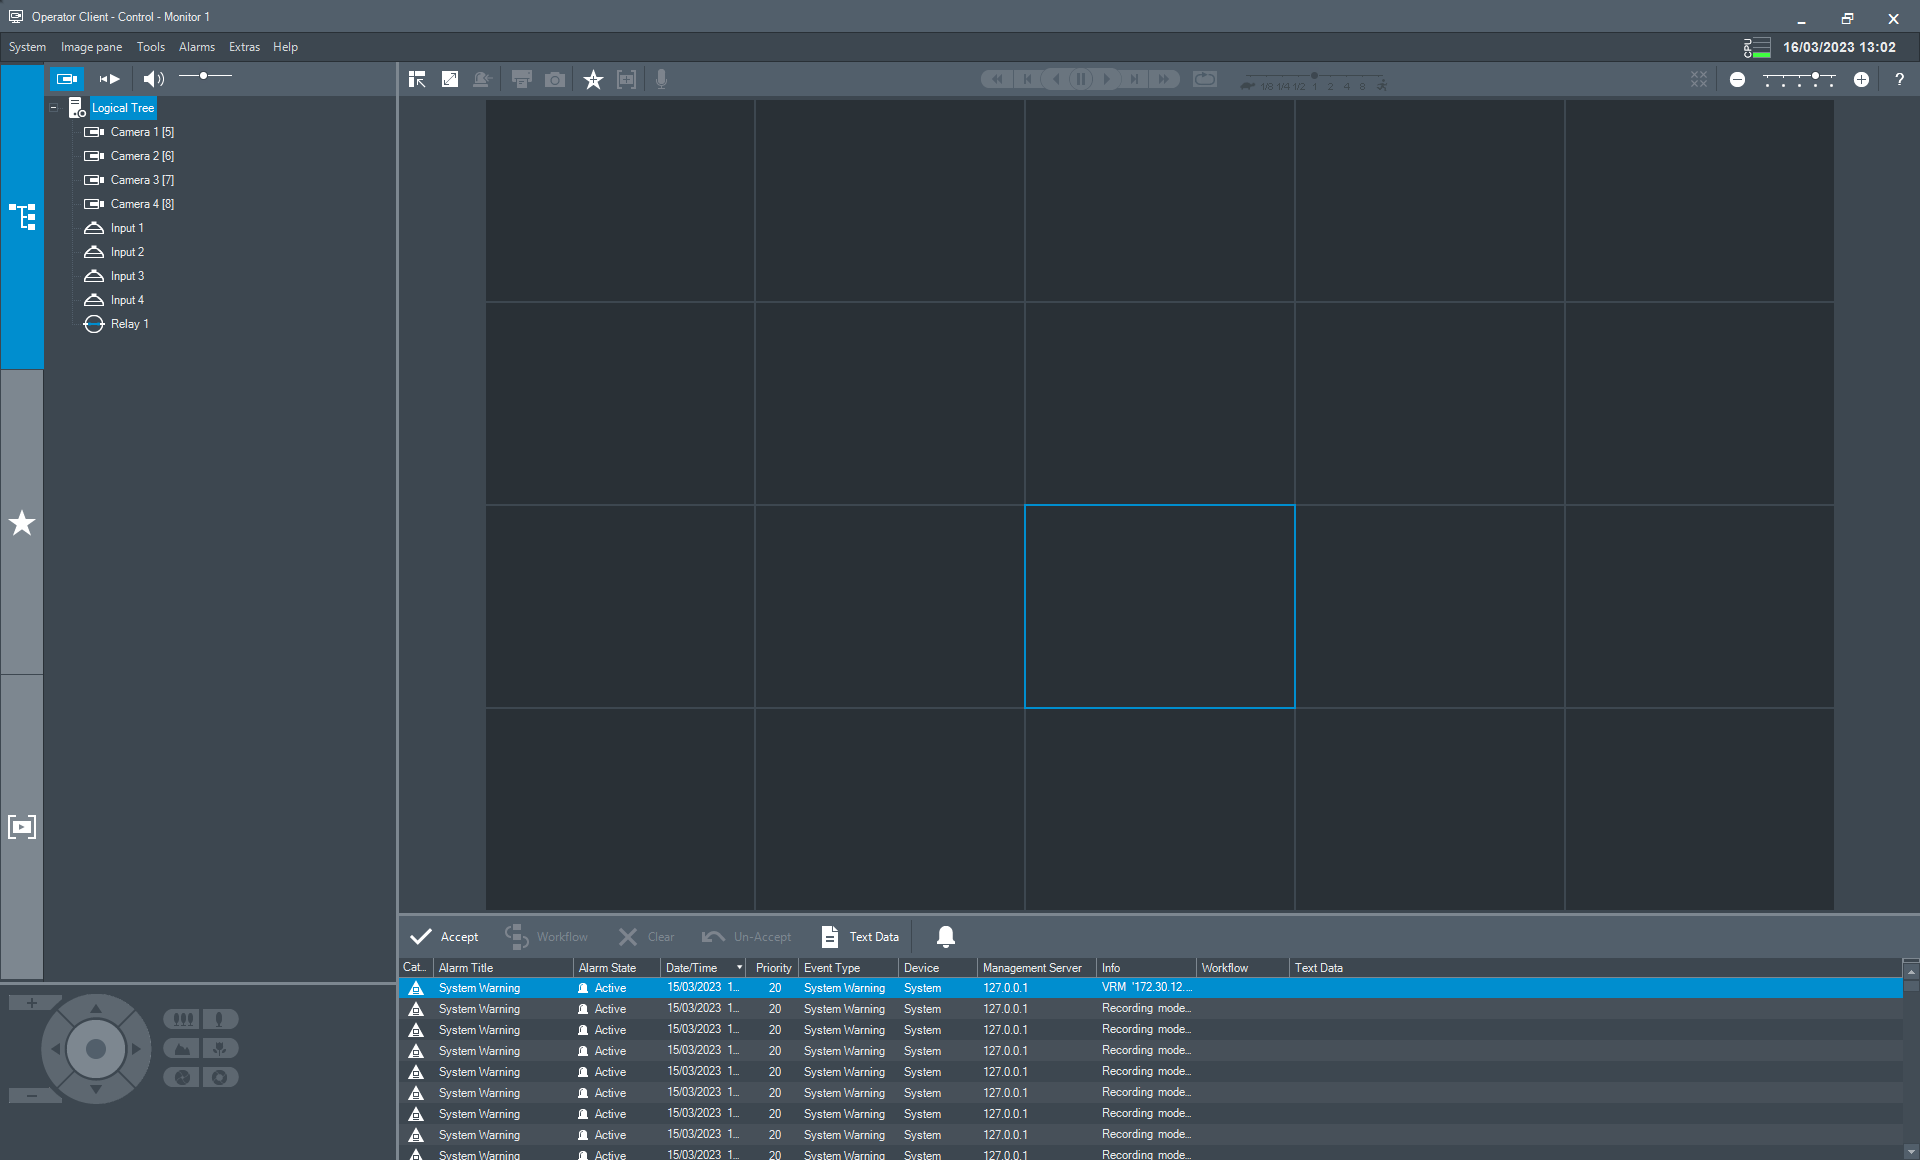 Operator Client - Control - Monitor 1
System Image pane Tools Alarms Extras Help
CPU 16/03/2023 13:02
1/8 1/4 1/2 1 2 4 8
?
Logical Tree
Camera 1 [5]
Camera 2 [6]
Camera 3 [7]
Camera 4 [8]
Input 1
Input 2
Input 3
Input 4
Relay 1
Accept Workflow Clear Un-Accept Text Data
Cat... Alarm Title Alarm State Date/Time Priority Event Type Device Management Server Info Workflow Text Data
System Warning Active 15/03/2023 1... 20 System Warning System 127.0.0.1 VRM '172.30.12....
System Warning Active 15/03/2023 1... 20 System Warning System 127.0.0.1 Recording mode...
System Warning Active 15/03/2023 1... 20 System Warning System 127.0.0.1 Recording mode...
System Warning Active 15/03/2023 1... 20 System Warning System 127.0.0.1 Recording mode...
System Warning Active 15/03/2023 1... 20 System Warning System 127.0.0.1 Recording mode...
System Warning Active 15/03/2023 1... 20 System Warning System 127.0.0.1 Recording mode...
System Warning Active 15/03/2023 1... 20 System Warning System 127.0.0.1 Recording mode...
System Warning Active 15/03/2023 1... 20 System Warning System 127.0.0.1 Recording mode...
System Warning Active 15/03/2023 1... 20 System Warning System 127.0.0.1 Recording mode...